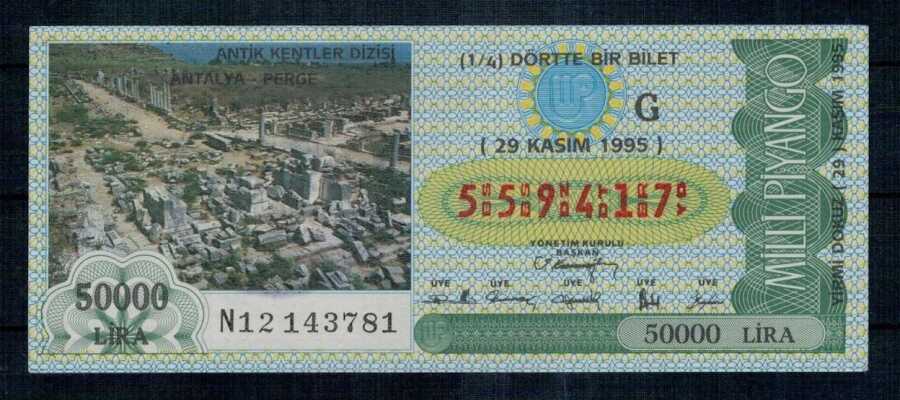 ANTİK KENTLER DİZİSİ
ANTALYA - PERGE
50000
LİRA
N12 143781
(1/4) DÖRTTE BİR BİLET
MP
G
( 29 KASIM 1995 )
559417
YÖNETİM KURULU
BAŞKAN
ÜYE ÜYE ÜYE ÜYE ÜYE
50000 LİRA
MİLLİ PİYANGO
YİRMİ DOKUZ ( 29 ) KASIM 1995